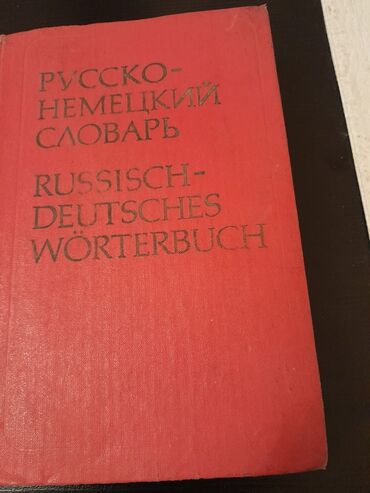 РУССКО-
НЕМЕЦКИЙ
СЛОВАРЬ
RUSSISCH-
DEUTSCHES
WÖRTERBUCH